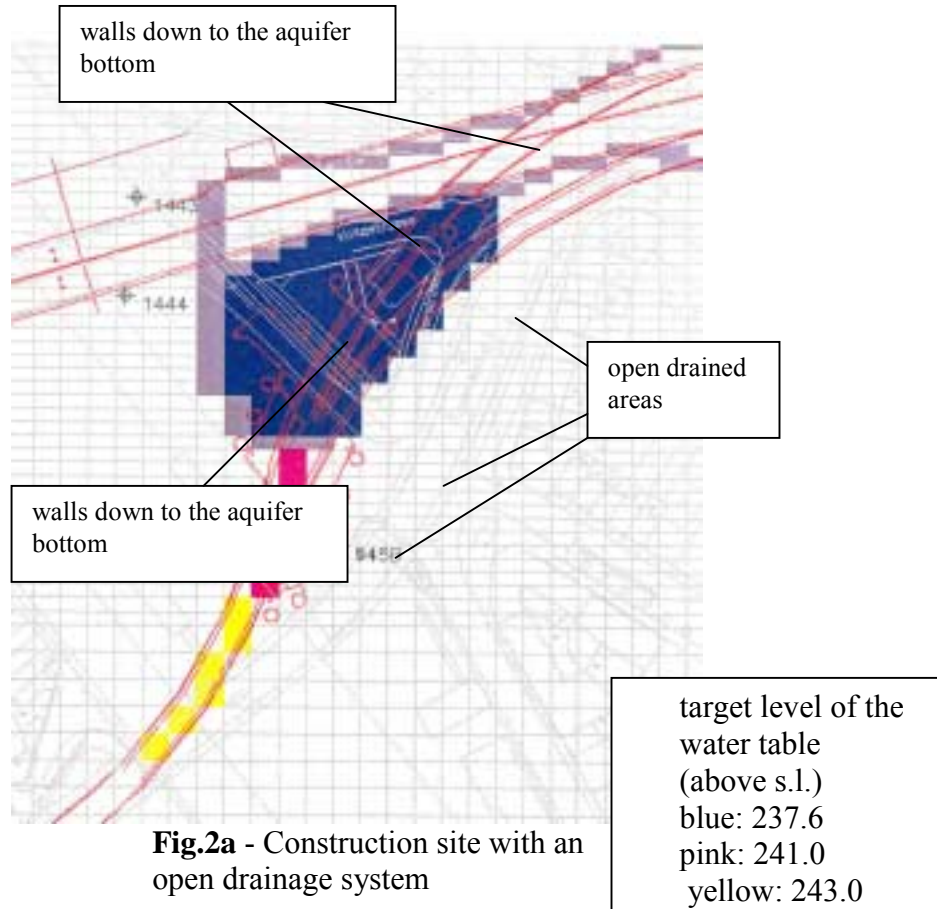 walls down to the aquifer
bottom
1444
open drained
areas
walls down to the aquifer
bottom
target level of the
water table
(above s.l.)
blue: 237.6
pink: 241.0
yellow: 243.0
Fig.2a - Construction site with an
open drainage system